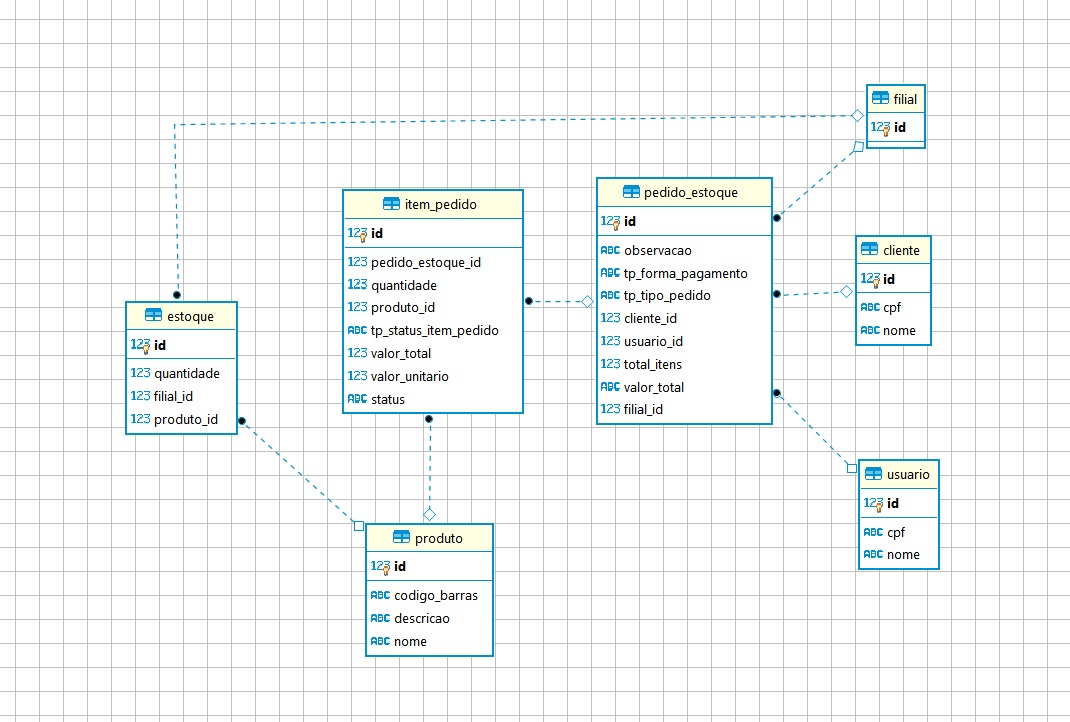 filial
123 id
item_pedido
123 id
123 pedido_estoque_id
123 quantidade
123 produto_id
ABC tp_status_item_pedido
123 valor_total
123 valor_unitario
ABC status
pedido_estoque
123 id
ABC observacao
ABC tp_forma_pagamento
ABC tp_tipo_pedido
123 cliente_id
123 usuario_id
123 total_itens
ABC valor_total
123 filial_id
cliente
123 id
ABC cpf
ABC nome
estoque
123 id
123 quantidade
123 filial_id
123 produto_id
usuario
123 id
ABC cpf
ABC nome
produto
123 id
ABC codigo_barras
ABC descricao
ABC nome